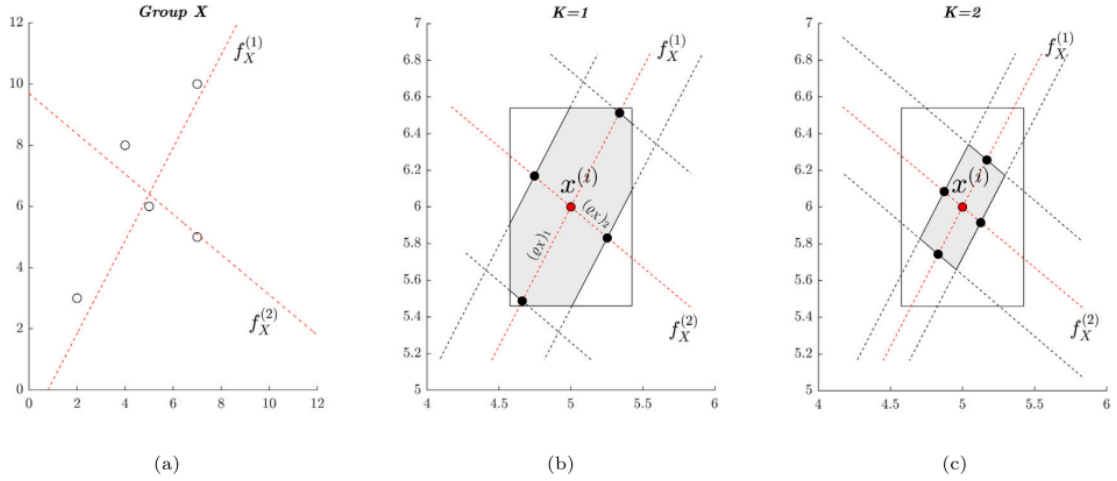 Group X
12
10
8
6
4
2
0
0 2 4 6 8 10 12
f_X^{(1)}
f_X^{(2)}
(a)
K=1
7
6.8
6.6
6.4
6.2
6
5.8
5.6
5.4
5.2
5
4 4.5 5 5.5 6
f_X^{(1)}
x^{(i)}
(ϱ_X)_1
(ϱ_X)_2
f_X^{(2)}
(b)
K=2
7
6.8
6.6
6.4
6.2
6
5.8
5.6
5.4
5.2
5
4 4.5 5 5.5 6
f_X^{(1)}
x^{(i)}
f_X^{(2)}
(c)